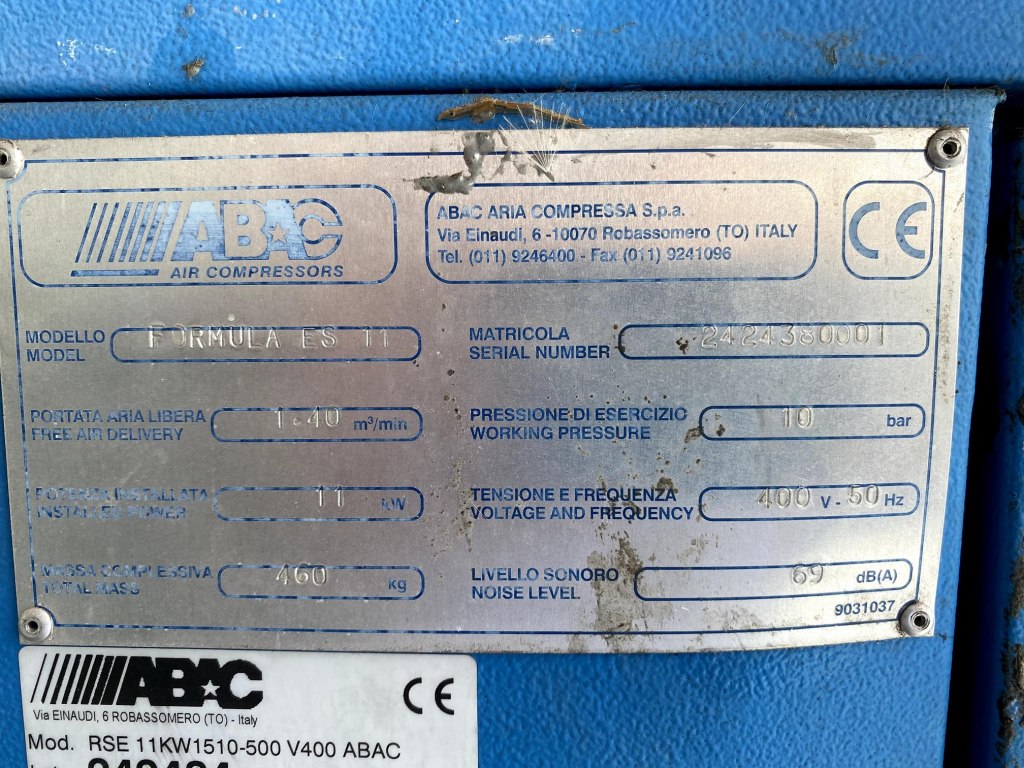 ABAC
AIR COMPRESSORS
ABAC ARIA COMPRESSA S.p.a.
Via Einaudi, 6 -10070 Robassomero (TO) ITALY
Tel. (011) 9246400 - Fax (011) 9241096
CE
MODELLO
MODEL
FORMULA ES 11
MATRICOLA
SERIAL NUMBER
2424380001
PORTATA ARIA LIBERA
FREE AIR DELIVERY
1.40 m³/min
PRESSIONE DI ESERCIZIO
WORKING PRESSURE
10 bar
POTENZA INSTALLATA
INSTALLED POWER
11 kW
TENSIONE E FREQUENZA
VOLTAGE AND FREQUENCY
400 V - 50 Hz
MASSA COMPLESSIVA
TOTAL MASS
460 kg
LIVELLO SONORO
NOISE LEVEL
69 dB(A)
9031037
ABAC
CE
Via EINAUDI, 6 ROBASSOMERO (TO) - Italy
Mod. RSE 11KW1510-500 V400 ABAC